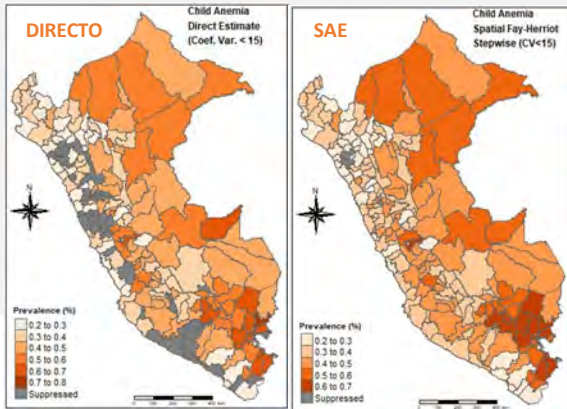 DIRECTO
Child Anemia
Direct Estimate
(Coef. Var. < 15)
N
Prevalence (%)
0.2 to 0.3
0.3 to 0.4
0.4 to 0.5
0.5 to 0.6
0.6 to 0.7
0.7 to 0.8
Suppressed
SAE
Child Anemia
Spatial Fay-Herriot
Stepwise (CV<15)
N
Prevalence (%)
0.2 to 0.3
0.3 to 0.4
0.4 to 0.5
0.5 to 0.6
0.6 to 0.7
Suppressed